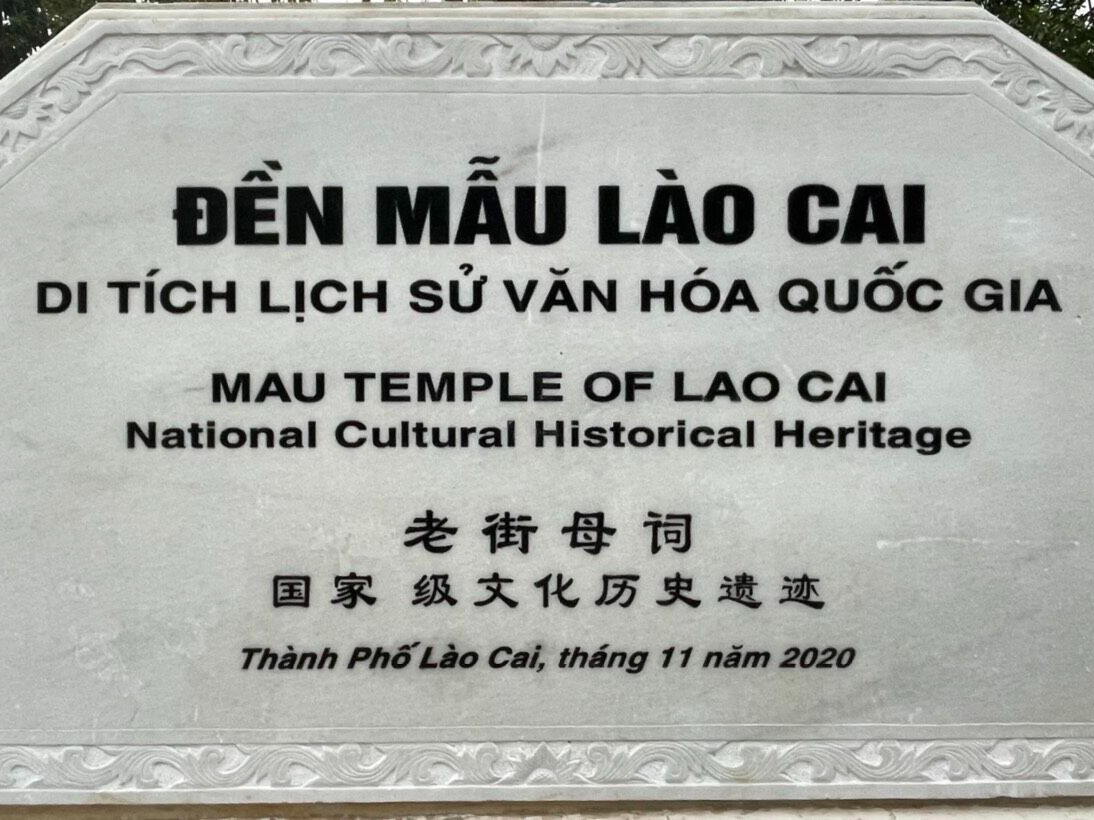 ĐỀN MẪU LÀO CAI
DI TÍCH LỊCH SỬ VĂN HÓA QUỐC GIA
MAU TEMPLE OF LAO CAI
National Cultural Historical Heritage
老街母词
国家 级文化历史遗迹
Thành Phố Lào Cai, tháng 11 năm 2020